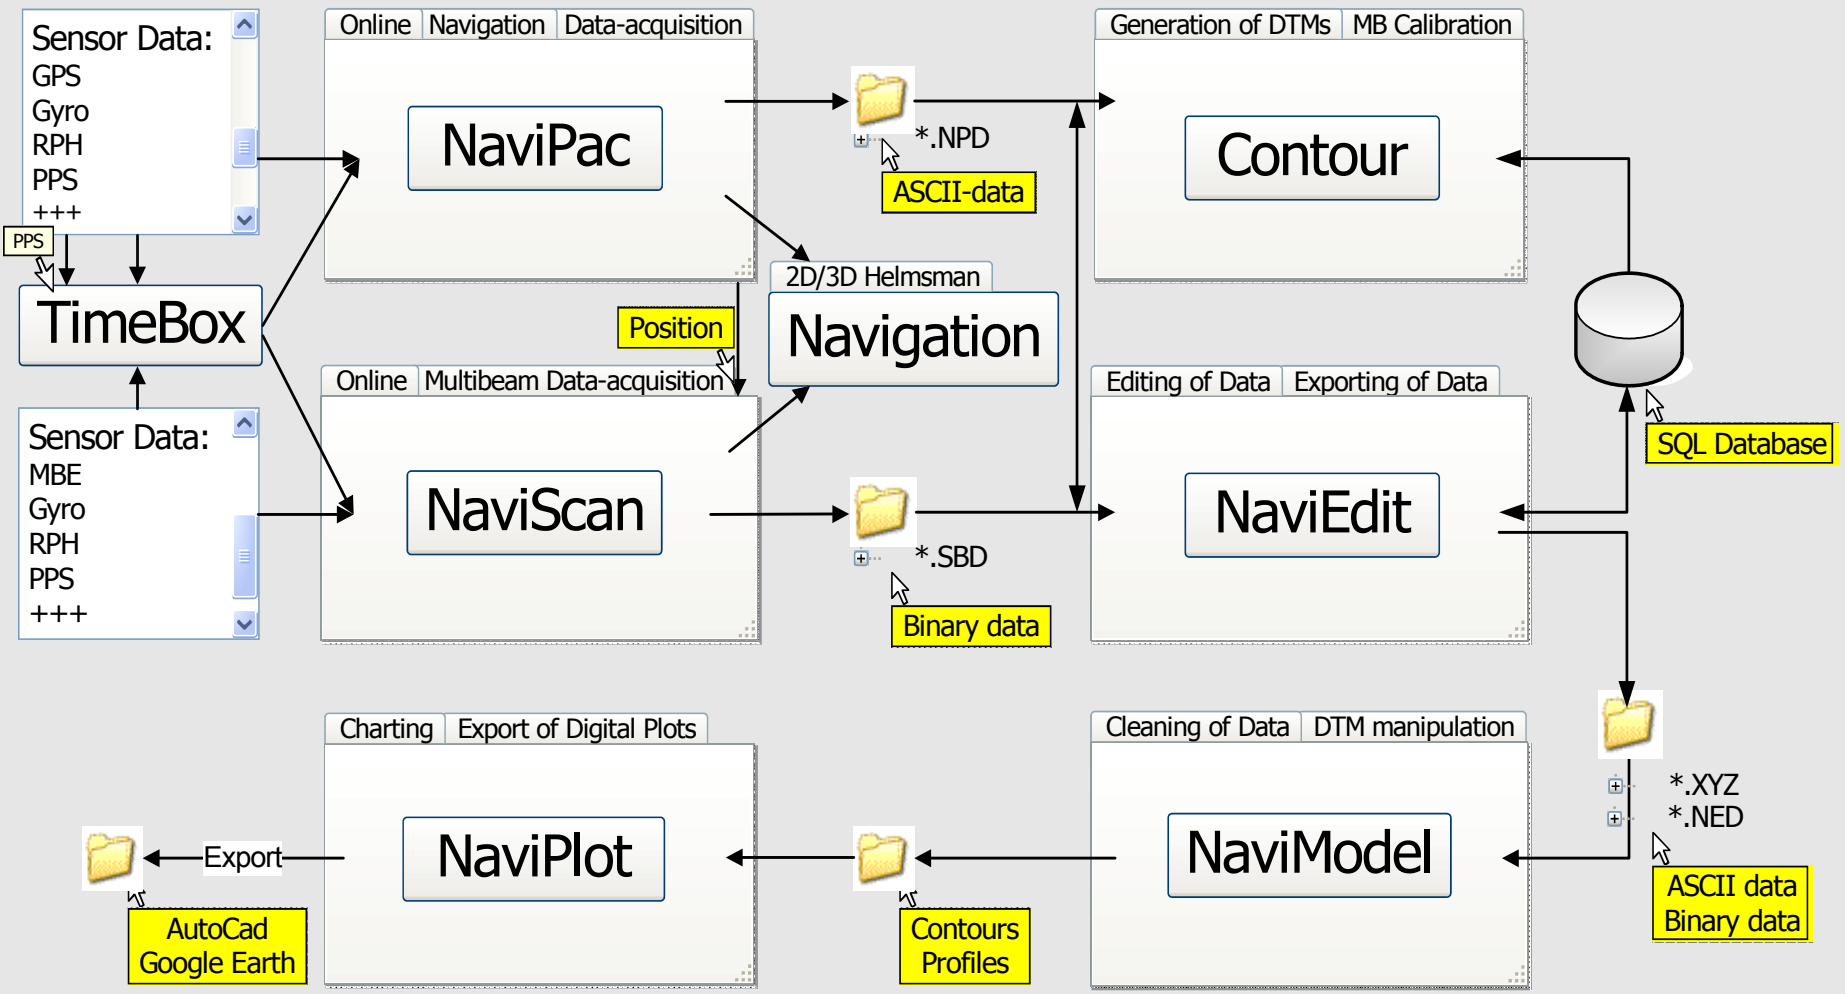 Sensor Data:
GPS
Gyro
RPH
PPS
+++
PPS
TimeBox
Sensor Data:
MBE
Gyro
RPH
PPS
+++
Online Navigation Data-acquisition
NaviPac
*.NPD
ASCII-data
Generation of DTMs MB Calibration
Contour
2D/3D Helmsman
Navigation
Position
Online Multibeam Data-acquisition
NaviScan
*.SBD
Binary data
Editing of Data Exporting of Data
NaviEdit
SQL Database
*.XYZ
*.NED
ASCII data
Binary data
Cleaning of Data DTM manipulation
NaviModel
Contours
Profiles
Charting Export of Digital Plots
NaviPlot
Export
AutoCad
Google Earth